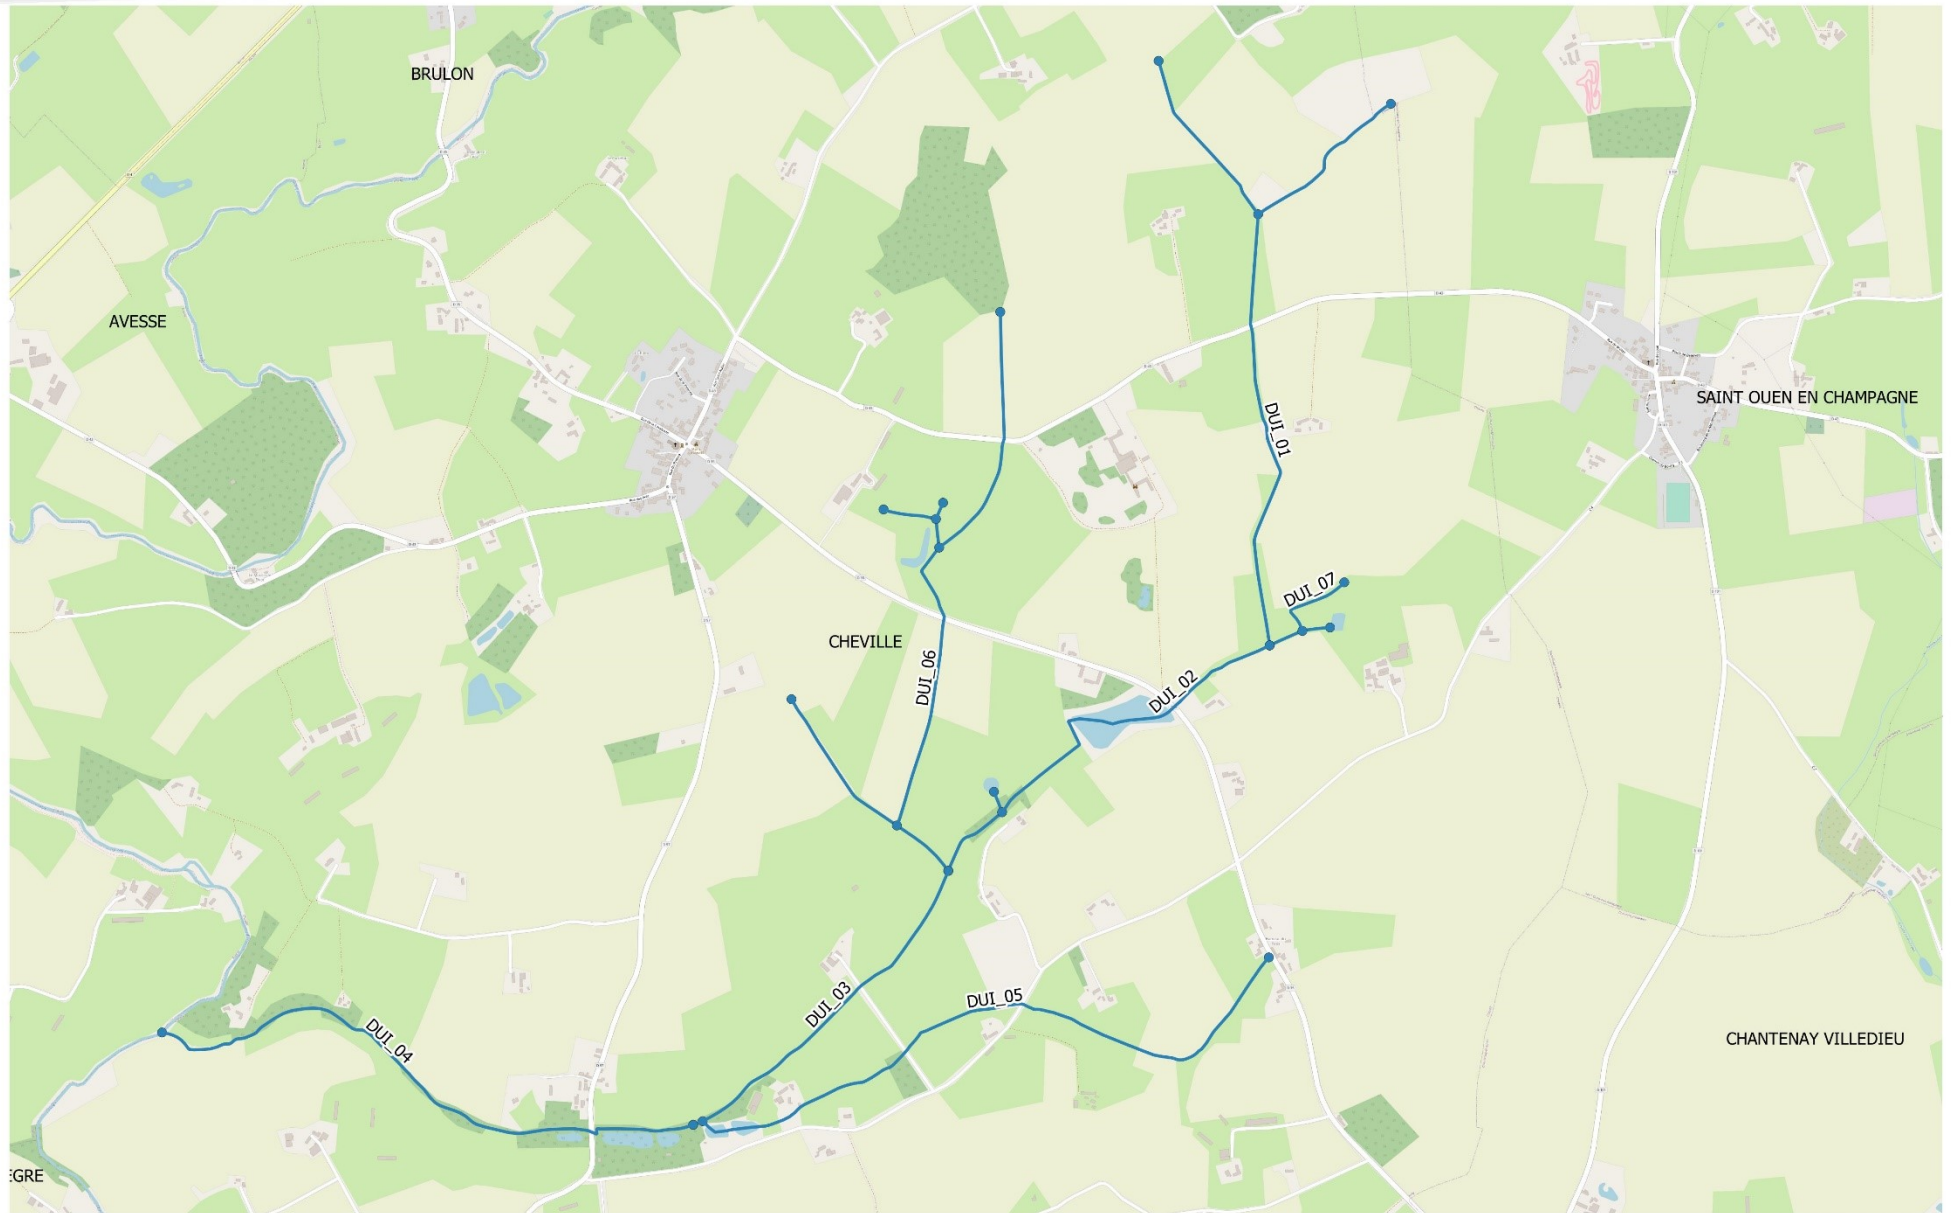 BRULON
AVESSE
SAINT OUEN EN CHAMPAGNE
DUI_01
DUI_07
CHEVILLE
DUI_06
DUI_02
DUI_03
DUI_05
DUI_04
CHANTENAY VILLEDIEU
EGRE